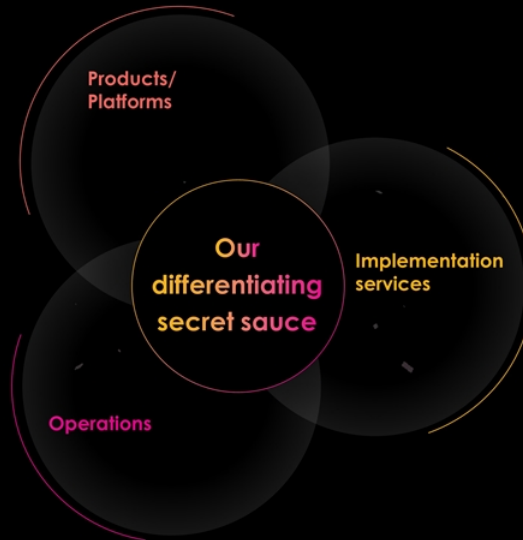 Products/
Platforms
Our
differentiating
secret sauce
Implementation
services
Operations